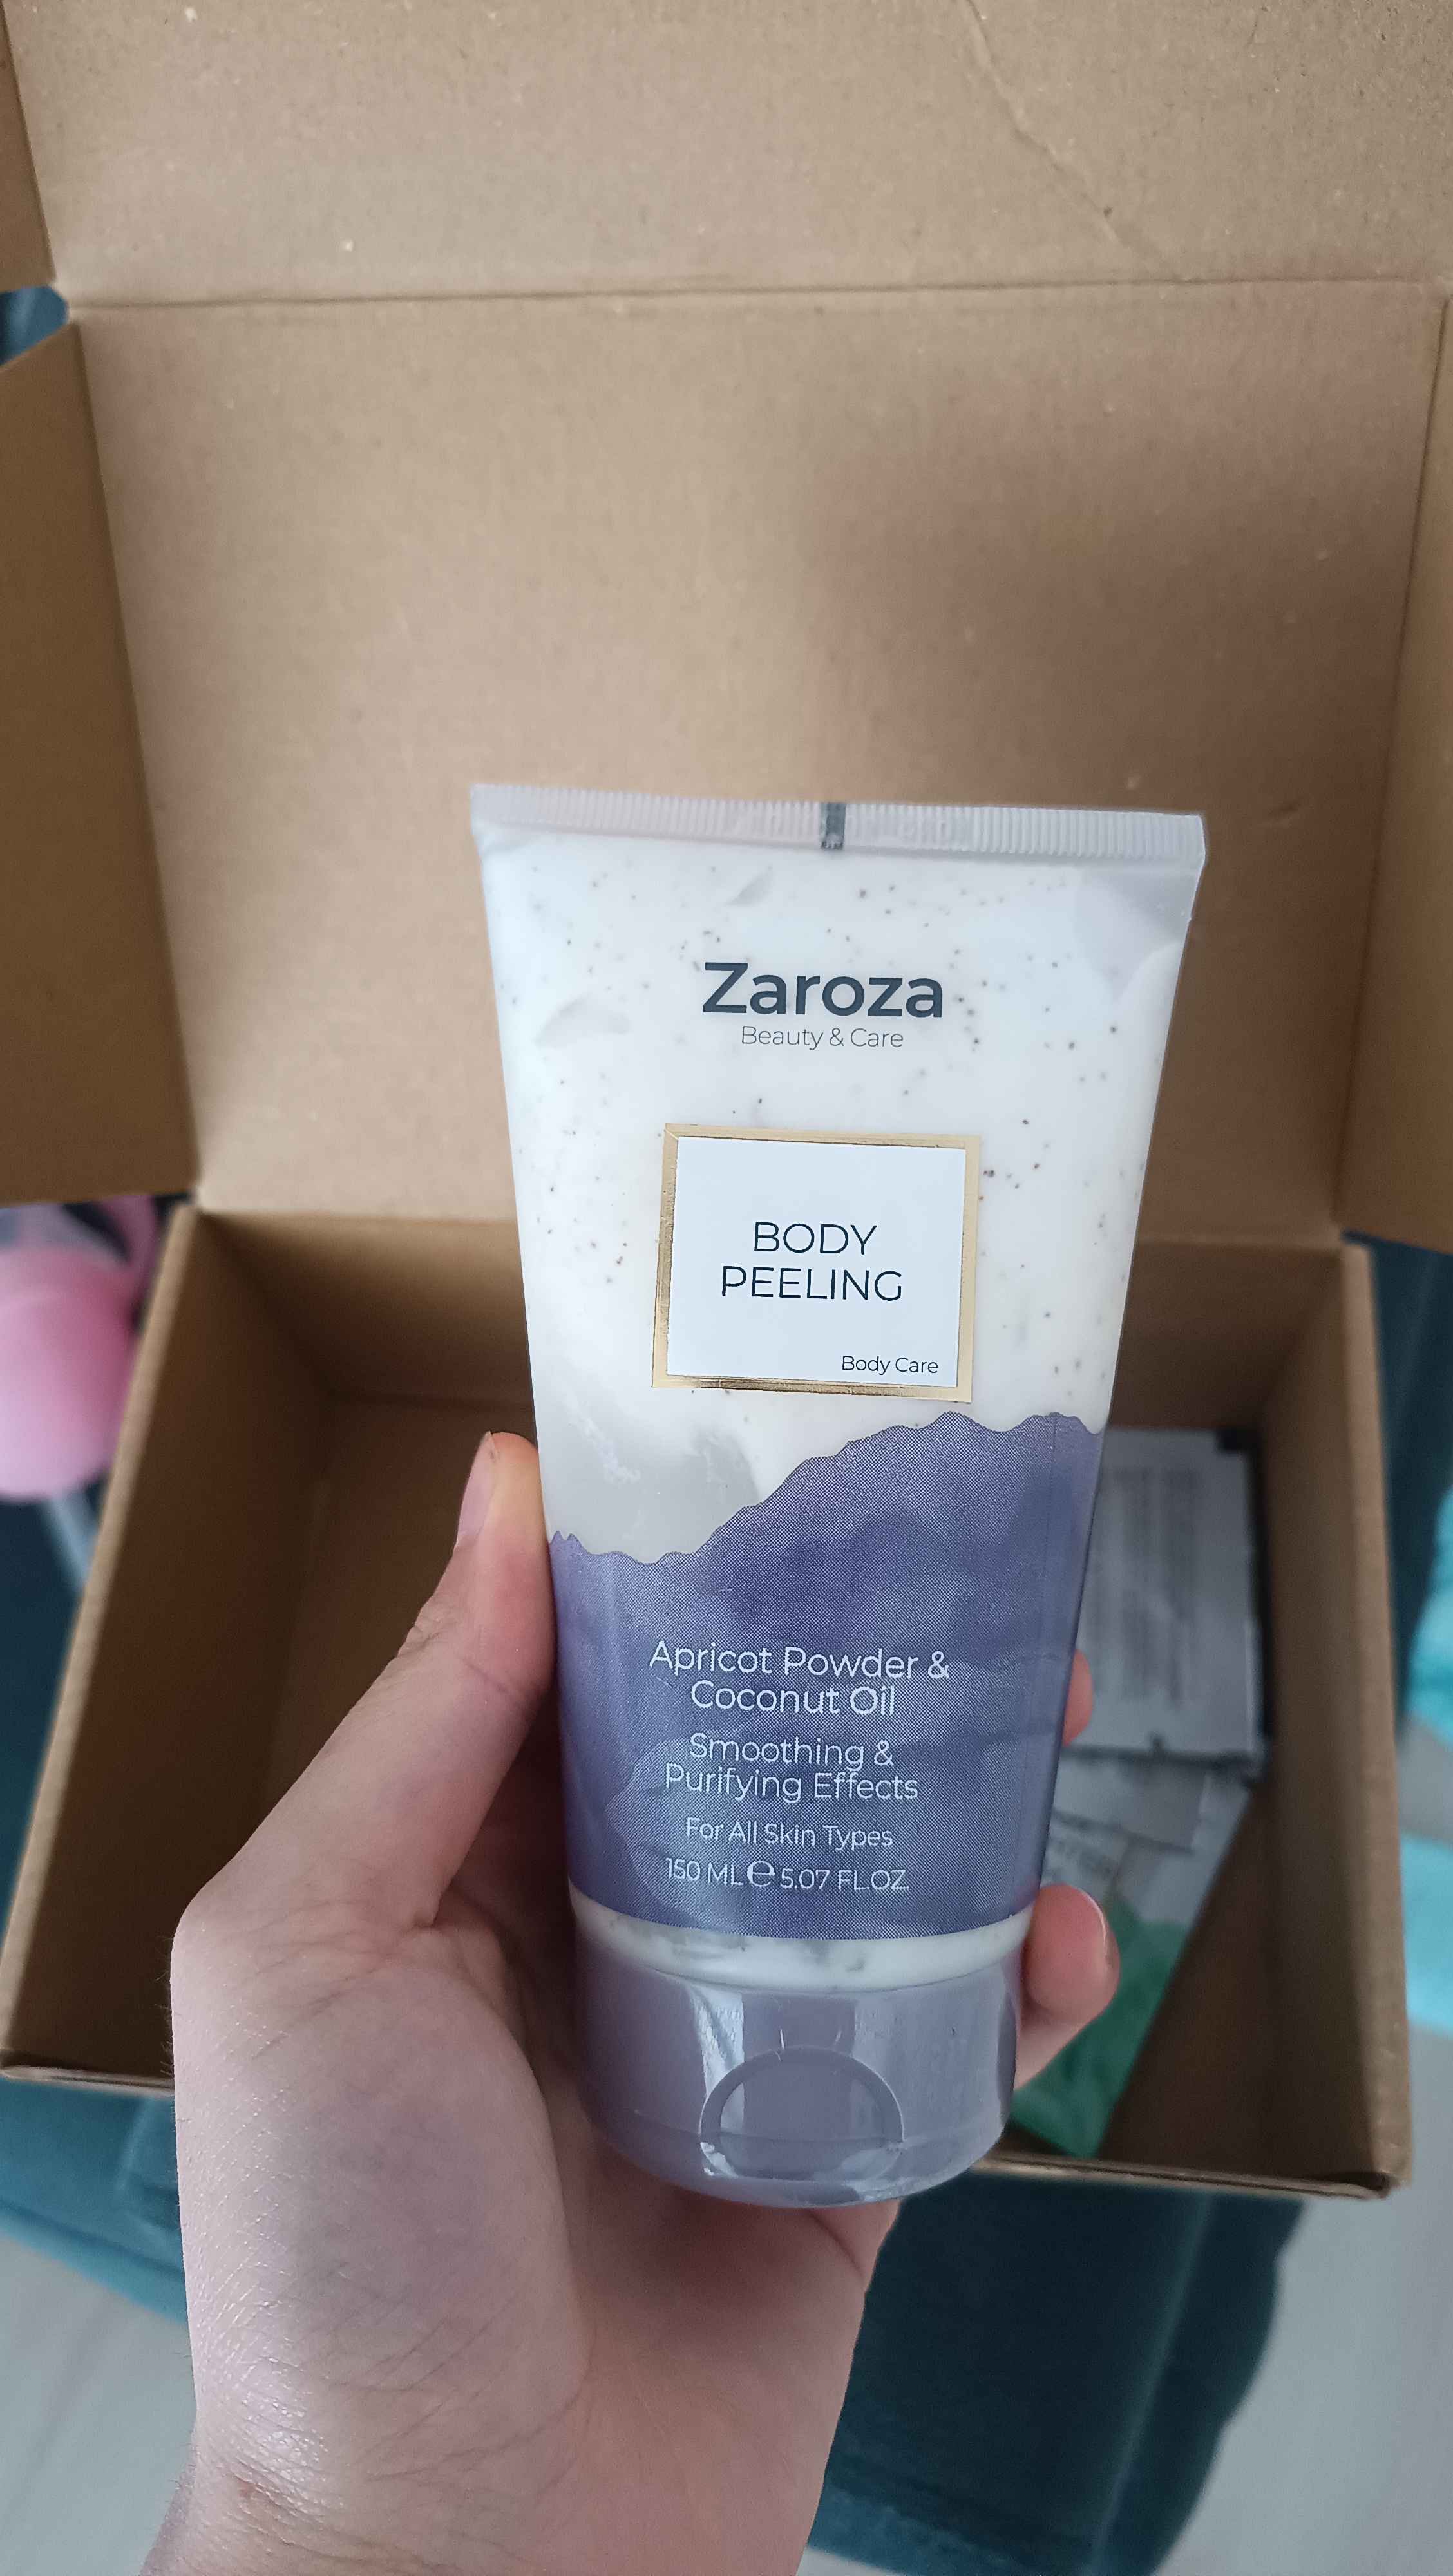 Zaroza
Beauty & Care
BODY
PEELING
Body Care
Apricot Powder &
Coconut Oil
Smoothing &
Purifying Effects
For All Skin Types
150 ML ℮ 5.07 FL.OZ.